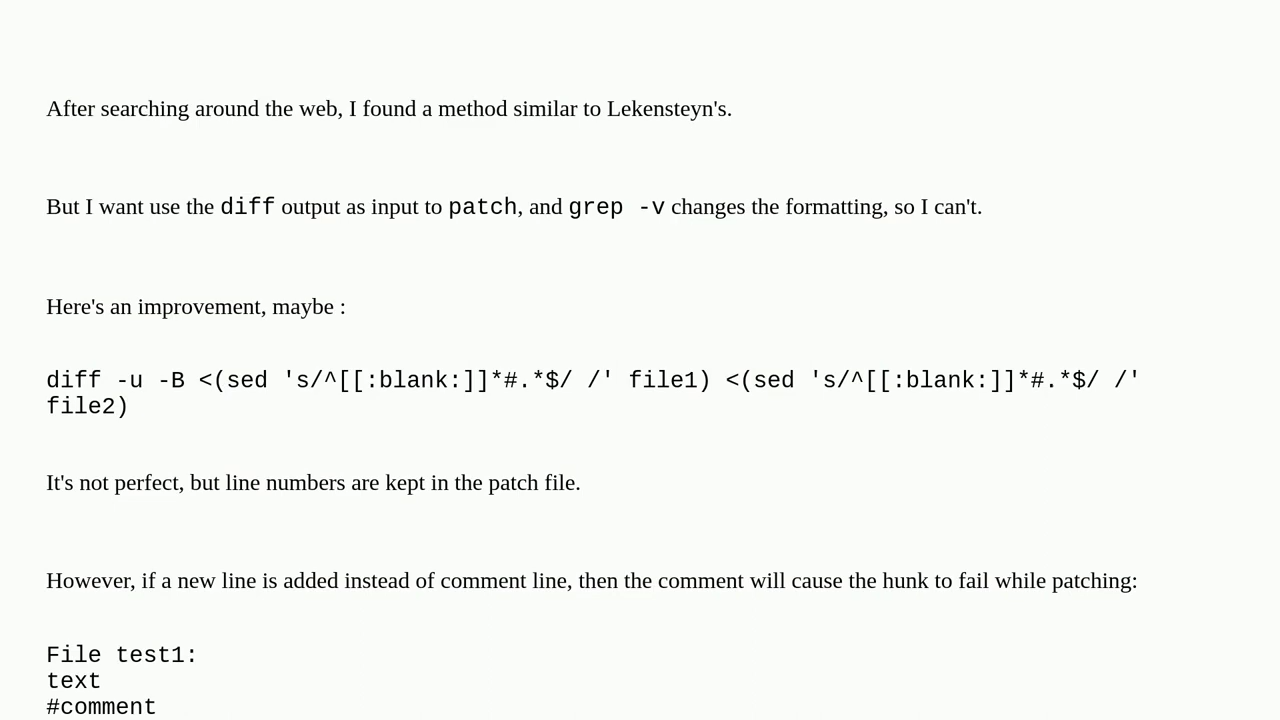 After searching around the web, I found a method similar to Lekensteyn's.
But I want use the diff output as input to patch, and grep -v changes the formatting, so I can't.
Here's an improvement, maybe :
diff -u -B <(sed 's/^[[:blank:]]*#.*$/ /' file1) <(sed 's/^[[:blank:]]*#.*$/ /'
file2)
It's not perfect, but line numbers are kept in the patch file.
However, if a new line is added instead of comment line, then the comment will cause the hunk to fail while patching:
File test1:
text
#comment